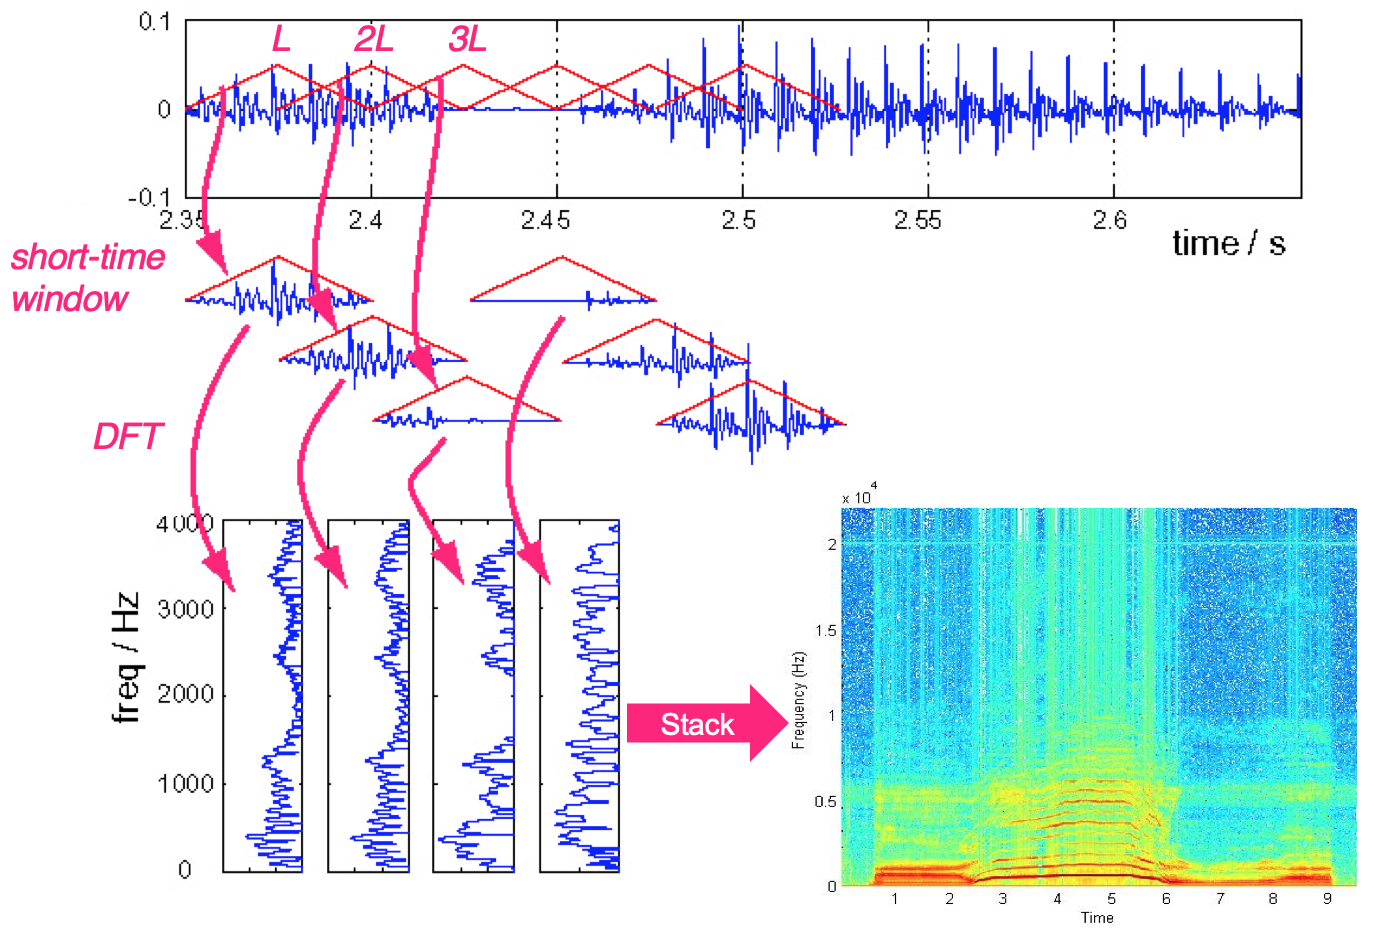 0.1
L 2L 3L
0
-0.1
2.35 2.4 2.45 2.5 2.55 2.6
time / s
short-time
window
DFT
4000
3000
2000
1000
0
freq / Hz
Stack
x 10^4
2
1.5
1
0.5
0
Frequency (Hz)
1 2 3 4 5 6 7 8 9
Time